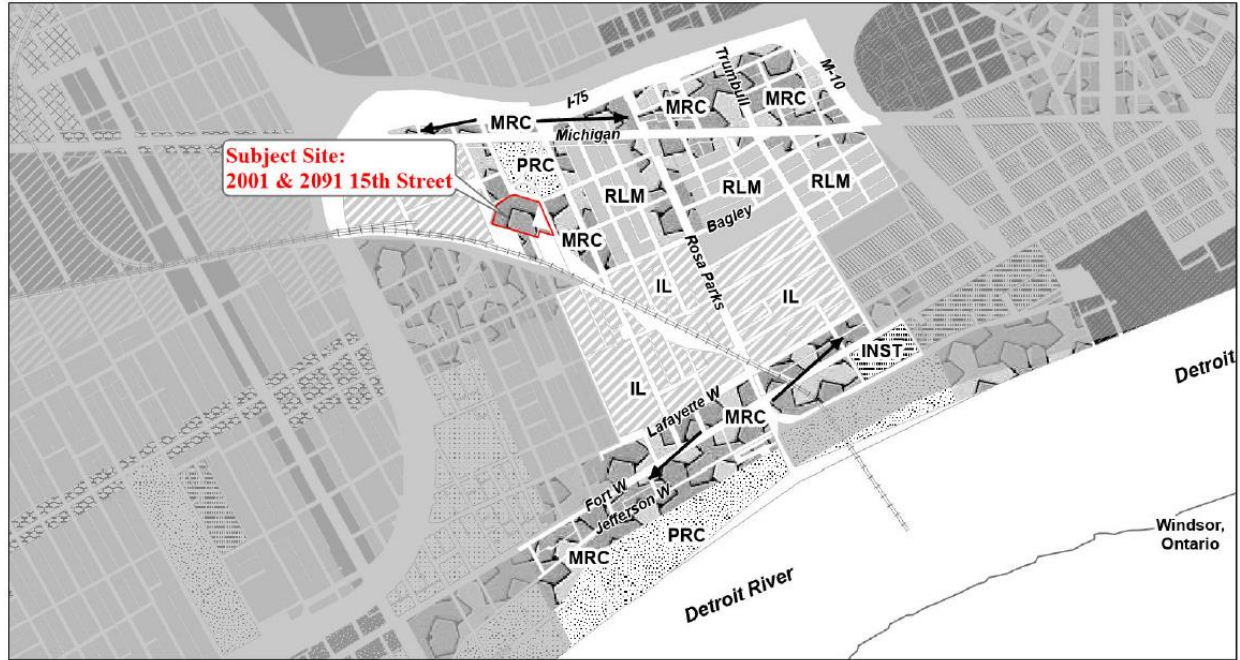 Trumbull
M-10
I-75
MRC
MRC
MRC
Michigan
Subject Site:
2001 & 2091 15th Street
PRC
RLM
RLM
RLM
Bagley
MRC
Rosa Parks
IL
IL
INST
IL
Lafayette W
MRC
Detroit
Fort W
Jefferson W
PRC
MRC
Windsor,
Ontario
Detroit River